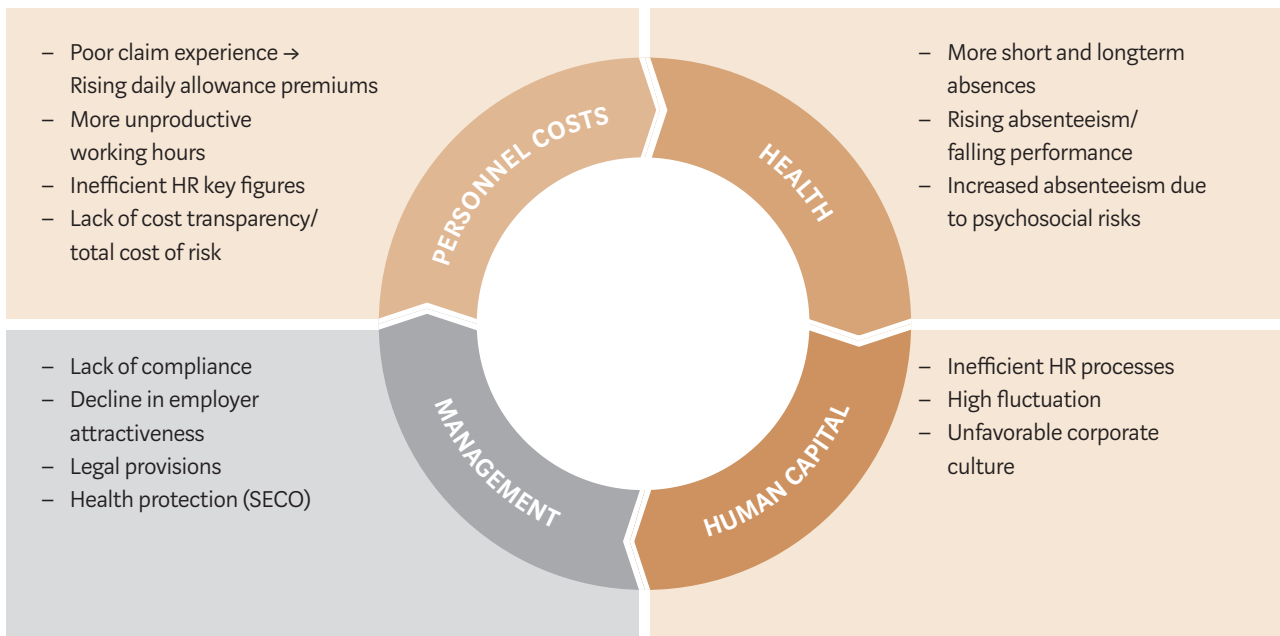 – Poor claim experience →
Rising daily allowance premiums
– More unproductive
working hours
– Inefficient HR key figures
– Lack of cost transparency/
total cost of risk
PERSONNEL COSTS
HEALTH
– More short and longterm
absences
– Rising absenteeism/
falling performance
– Increased absenteeism due
to psychosocial risks
– Lack of compliance
– Decline in employer
attractiveness
– Legal provisions
– Health protection (SECO)
MANAGEMENT
HUMAN CAPITAL
– Inefficient HR processes
– High fluctuation
– Unfavorable corporate
culture